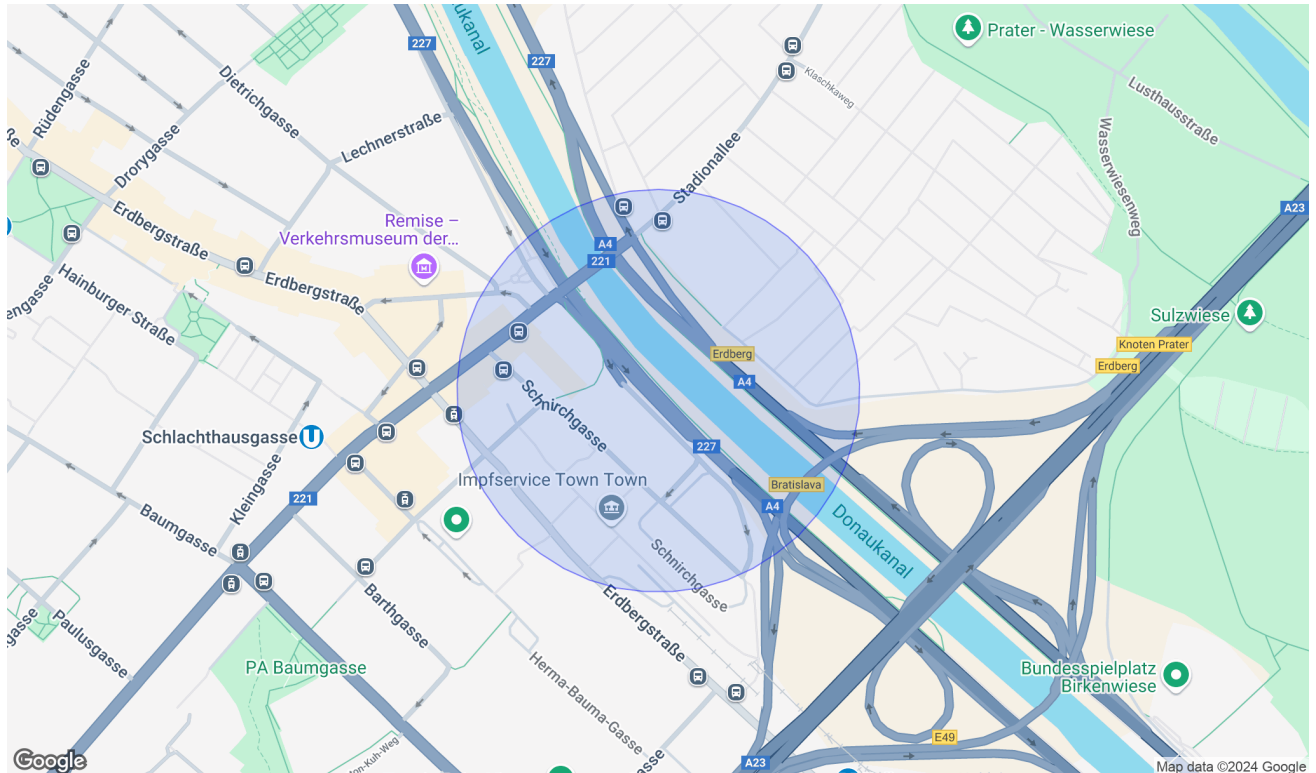 227
ukanal
227
Prater - Wasserwiese
Klaschkaweg
Lusthausstraße
Wasserwiesenweg
Rüdengasse
Dietrichgasse
Lechnerstraße
Drorygasse
Stadionallee
A23
Erdbergstraße
Remise –
Verkehrsmuseum der...
A4
221
Hainburger Straße
Erdbergstraße
Sulzwiese
Knoten Prater
Erdberg
Erdberg
A4
Schnirchgasse
Schlachthausgasse
U
227
Impfservice Town Town
Bratislava
A4
221
Kleingasse
Baumgasse
Donaukanal
Schnirchgasse
Barthgasse
Erdbergstraße
Paulusgasse
PA Baumgasse
Herma-Bauma-Gasse
Bundesspielplatz
Birkenwiese
E49
A23
Google
Map data ©2024 Google